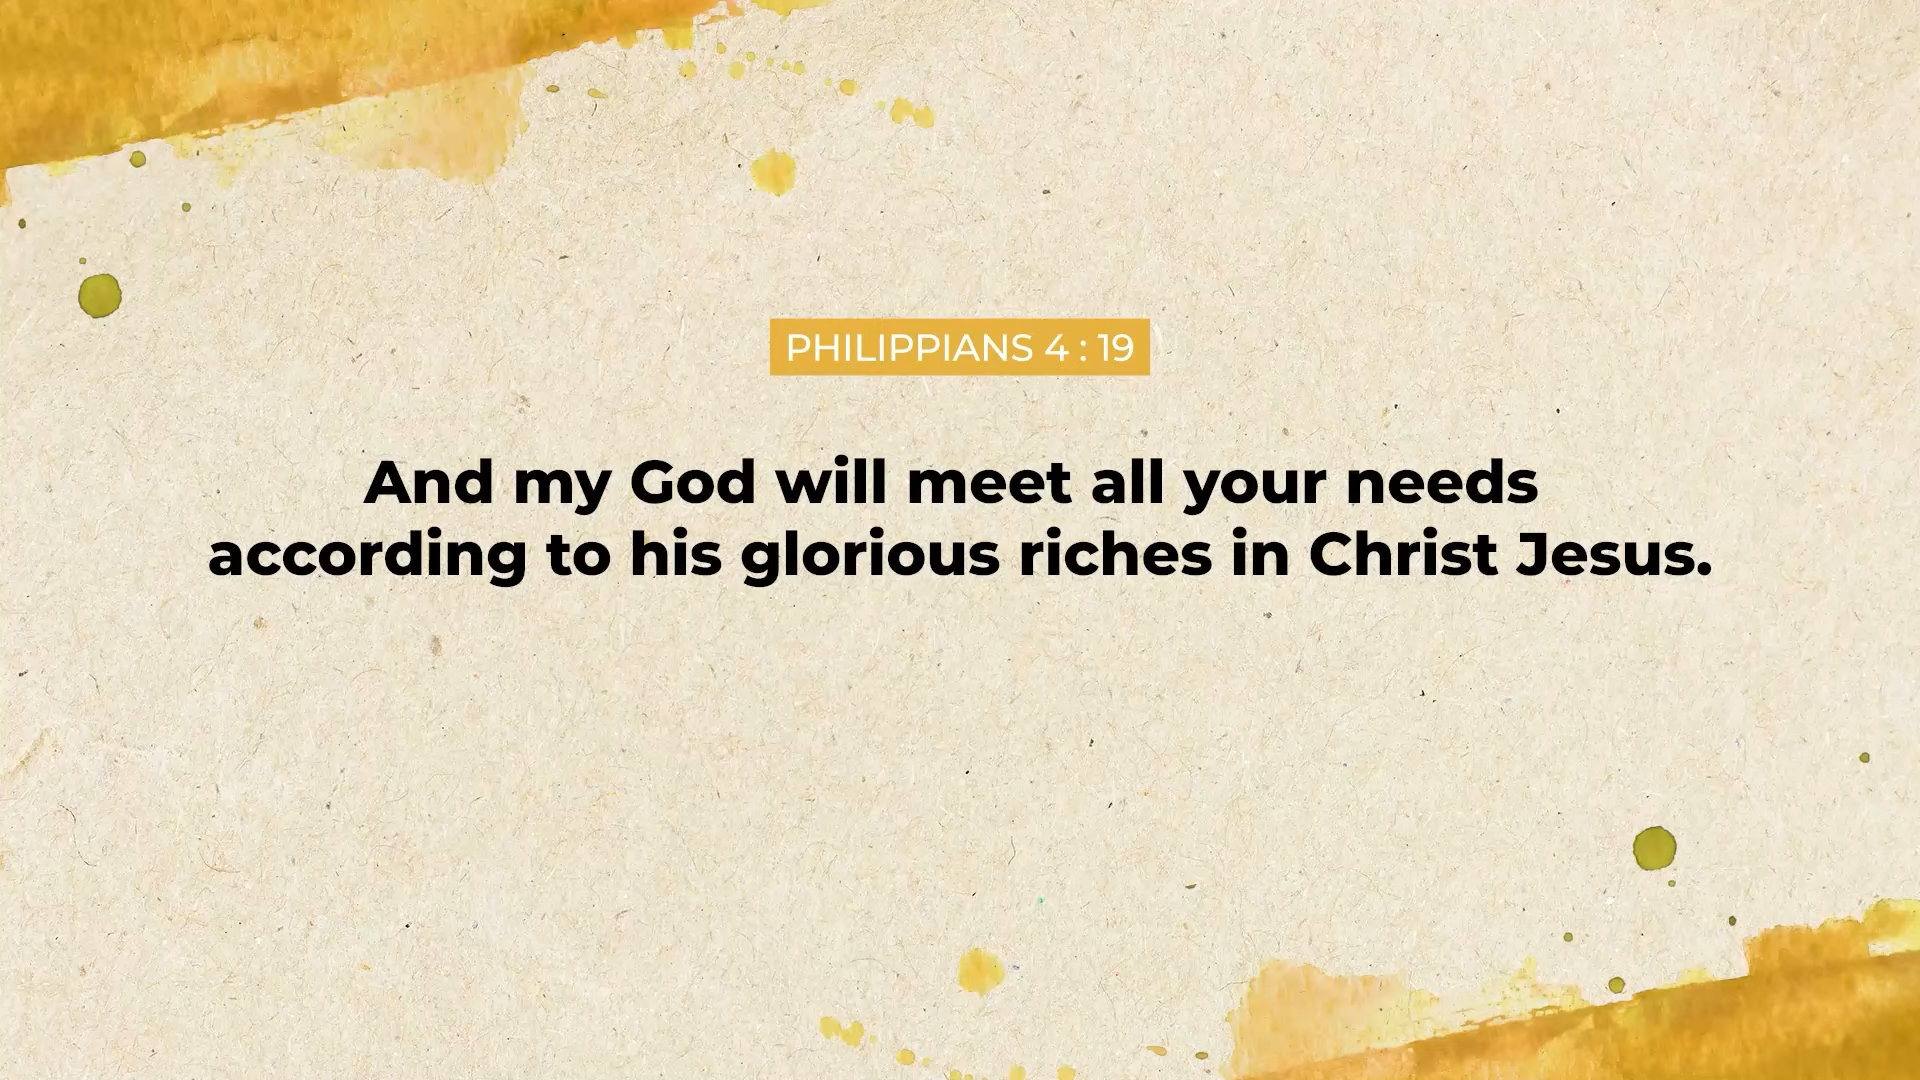 PHILIPPIANS 4 : 19
And my God will meet all your needs
according to his glorious riches in Christ Jesus.